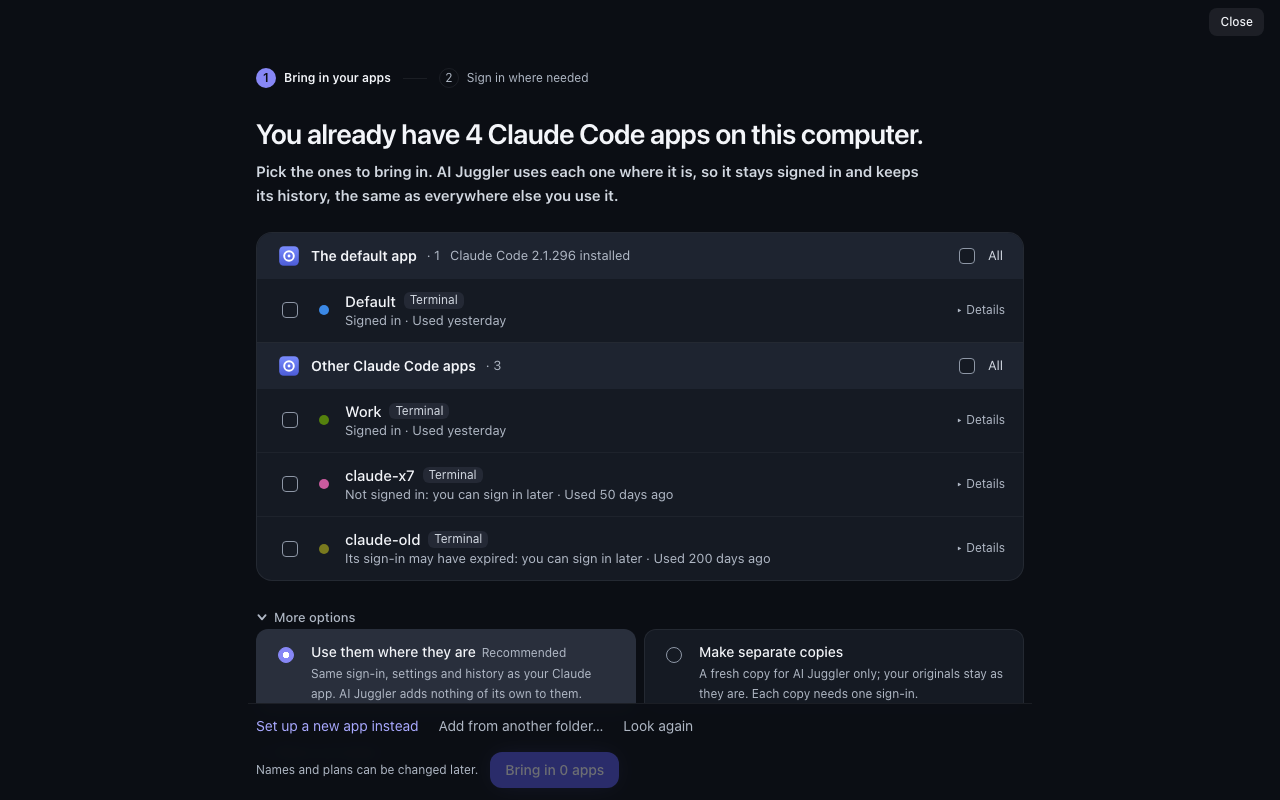 Close
1 Bring in your apps 2 Sign in where needed
You already have 4 Claude Code apps on this computer.
Pick the ones to bring in. AI Juggler uses each one where it is, so it stays signed in and keeps
its history, the same as everywhere else you use it.
The default app · 1 Claude Code 2.1.296 installed All
Default Terminal
Signed in · Used yesterday
Details
Other Claude Code apps · 3 All
Work Terminal
Signed in · Used yesterday
Details
claude-x7 Terminal
Not signed in: you can sign in later · Used 50 days ago
Details
claude-old Terminal
Its sign-in may have expired: you can sign in later · Used 200 days ago
Details
More options
Use them where they are Recommended
Same sign-in, settings and history as your Claude
app. AI Juggler adds nothing of its own to them.
Make separate copies
A fresh copy for AI Juggler only; your originals stay as
they are. Each copy needs one sign-in.
Set up a new app instead Add from another folder... Look again
Names and plans can be changed later. Bring in 0 apps